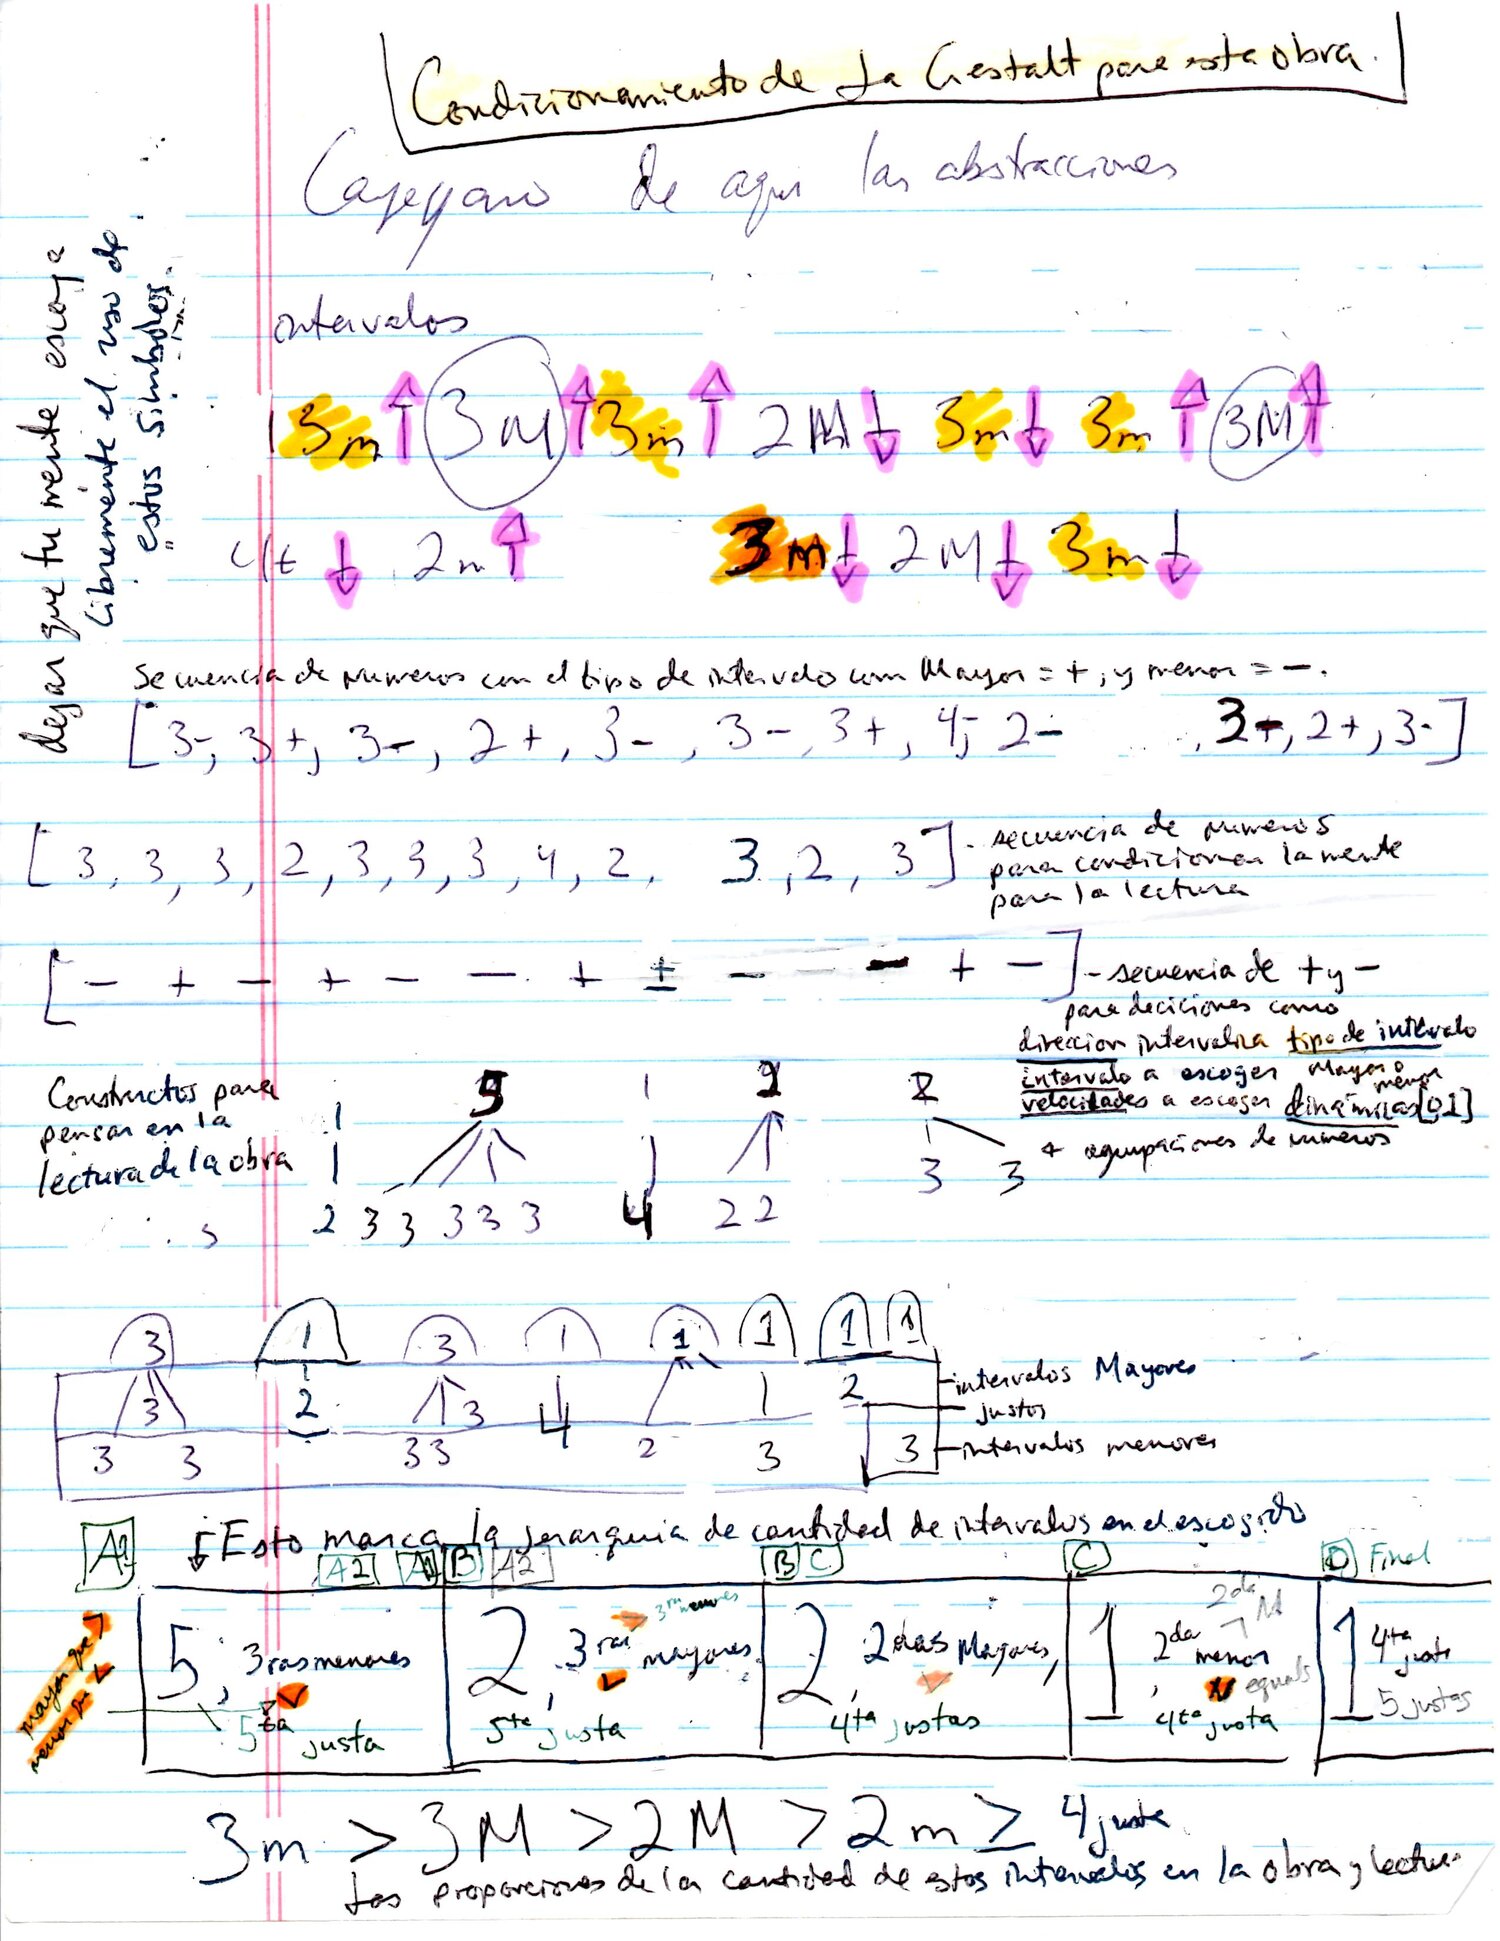 Condicionamiento de La Gestalt para esta obra.
de aqui las abstracciones
dejar que tu mente escoja
libremente el uso de
estos simbolos
intervalos
3m ↑ 3M ↑ 3m ↑ 2M ↓ 3m ↓ 3m ↑ 3M ↑
4t ↓ 2m ↑ 3m ↓ 2M ↓ 3m ↓
Secuencia de numeros con el tipo de intervalo com Mayor = +, y menor = -.
[3-, 3+, 3-, 2+, 3-, 3-, 3+, 4, 2- , 3-, 2+, 3-]
[3, 3, 3, 2, 3, 3, 3, 4, 2, 3, 2, 3]
- secuencia de numeros
para condicionar la mente
para la lectura
[- + - + - - + ± - - + -]
- secuencia de + y -
para deciciones como
direccion intervalica tipo de intervalo
intervalo a escoger Mayor o menor
velocidades a escoger dinámicas [0,1]
+ agrupaciones de numeros
Constructos para
pensar en la
lectura de la obra
1 5 1 2 2
2 3 3 3 3 3 4 2 2 3 3
3 1 3 1 1 1 1 1
3 2 3 4 2
3 3 3 3 2 3 3
intervalos Mayores
justos
intervalos menores
A1 ↓ Esto marca la jerarquia de cantidad de intervalos en el escogido
A2 A1 B A2 B C C D Final
mayor que >
menor que <
5, 3ras menores
5ta justa
2, 3ras mayores
3ras menores
5ta justa
2, 2das Mayores,
4ta justas
1, 2da menor
2da M
equals
4ta justa
1 4ta justa
5 justas
3m > 3M > 2M > 2m ≥ 4 justa
Las proporciones de la cantidad de estos intervalos en la obra y lectura